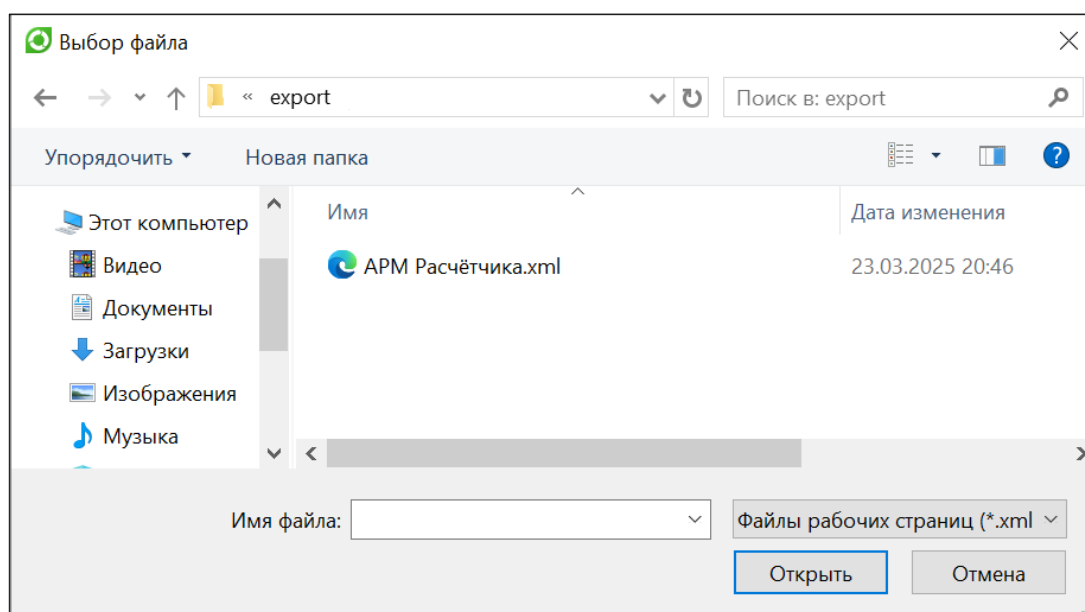 Выбор файла
« export
Поиск в: export
Упорядочить
Новая папка
?
Этот компьютер
Имя
Дата изменения
Видео
АРМ Расчётчика.xml
23.03.2025 20:46
Документы
Загрузки
Изображения
Музыка
Имя файла:
Файлы рабочих страниц (*.xml
Открыть
Отмена